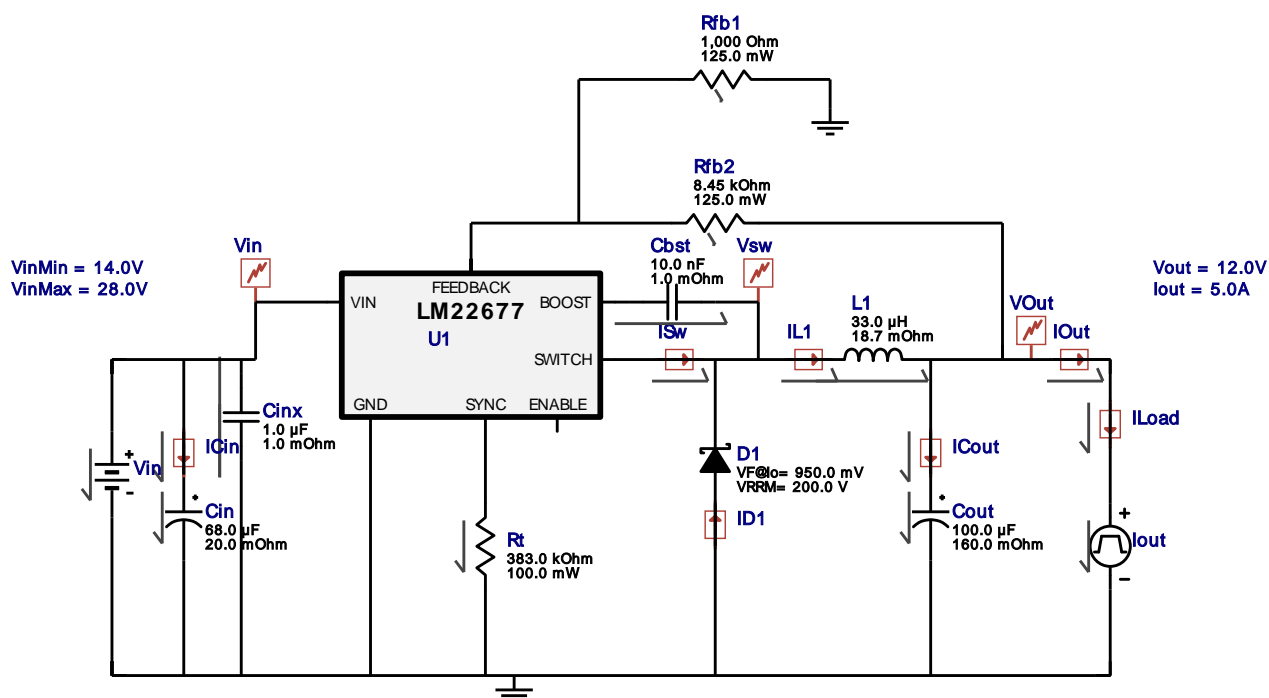 Rfb1
1,000 Ohm
125.0 mW
Rfb2
8.45 kOhm
125.0 mW
Vin
VinMin = 14.0V
VinMax = 28.0V
Cbst
10.0 nF
1.0 mOhm
Vsw
Vout = 12.0V
Iout = 5.0A
FEEDBACK
VIN
LM22677
BOOST
U1
SWITCH
GND
SYNC
ENABLE
ISw
IL1
L1
33.0 µH
18.7 mOhm
VOut
IOut
Cinx
1.0 µF
1.0 mOhm
ICin
+
Vin
-
+
Cin
68.0 µF
20.0 mOhm
Rt
383.0 kOhm
100.0 mW
D1
VF@Io= 950.0 mV
VRRM= 200.0 V
ID1
ICout
+
Cout
100.0 µF
160.0 mOhm
ILoad
+
Iout
−